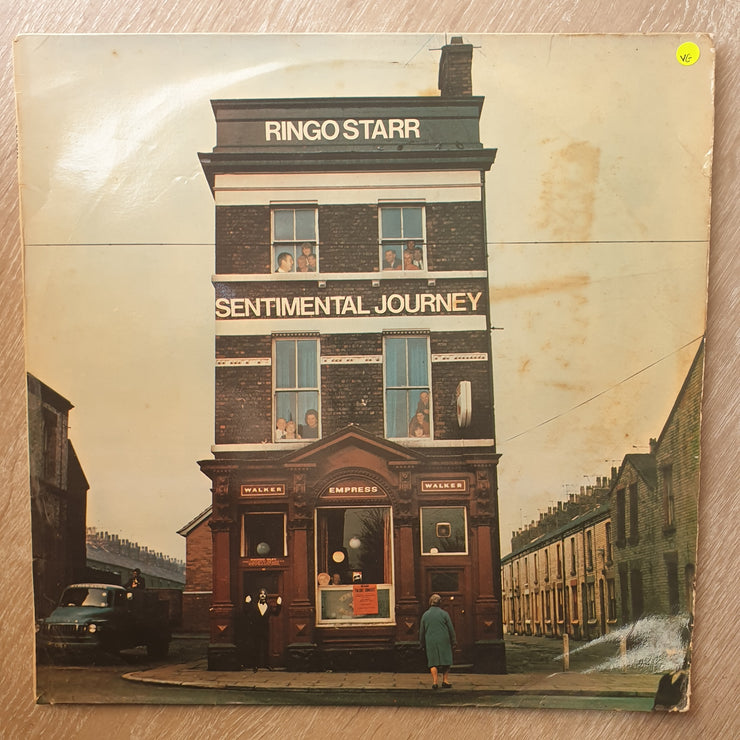 VG
RINGO STARR
SENTIMENTAL JOURNEY
WALKER
EMPRESS
WALKER